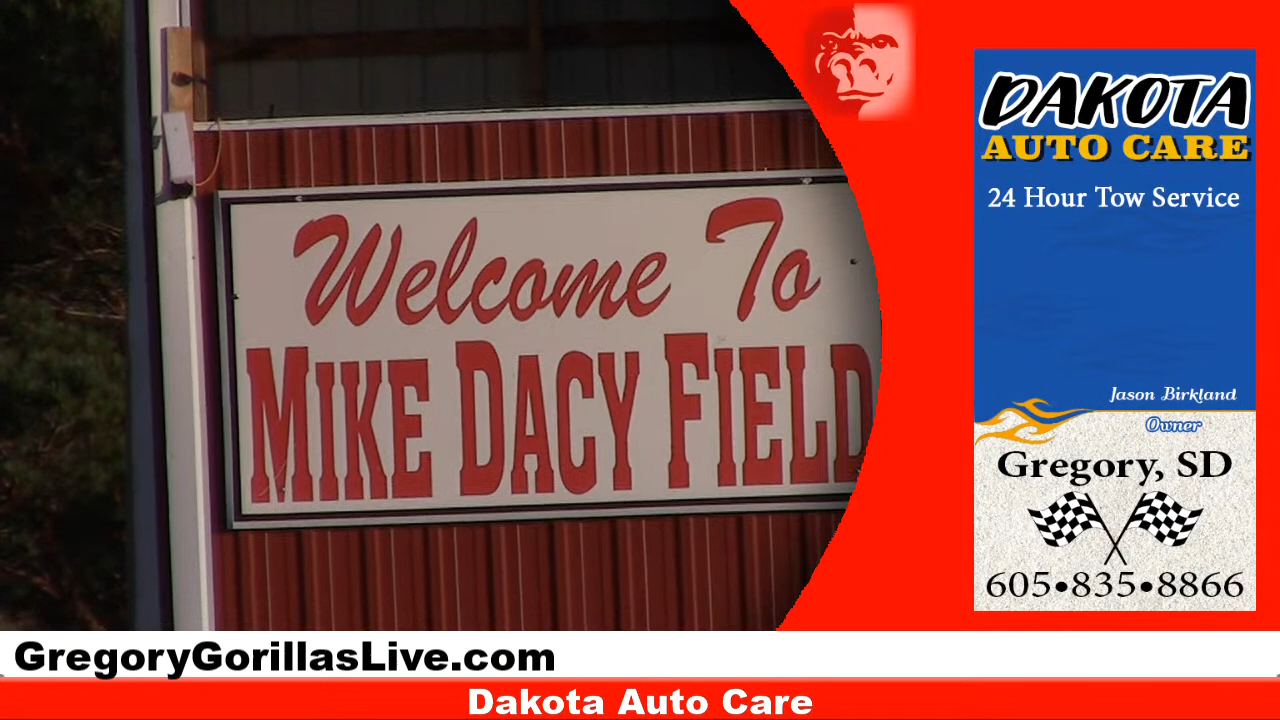 Welcome To
MIKE DACY FIELD
DAKOTA
AUTO CARE
24 Hour Tow Service
Jason Birkland
Owner
Gregory, SD
605•835•8866
GregoryGorillasLive.com
Dakota Auto Care